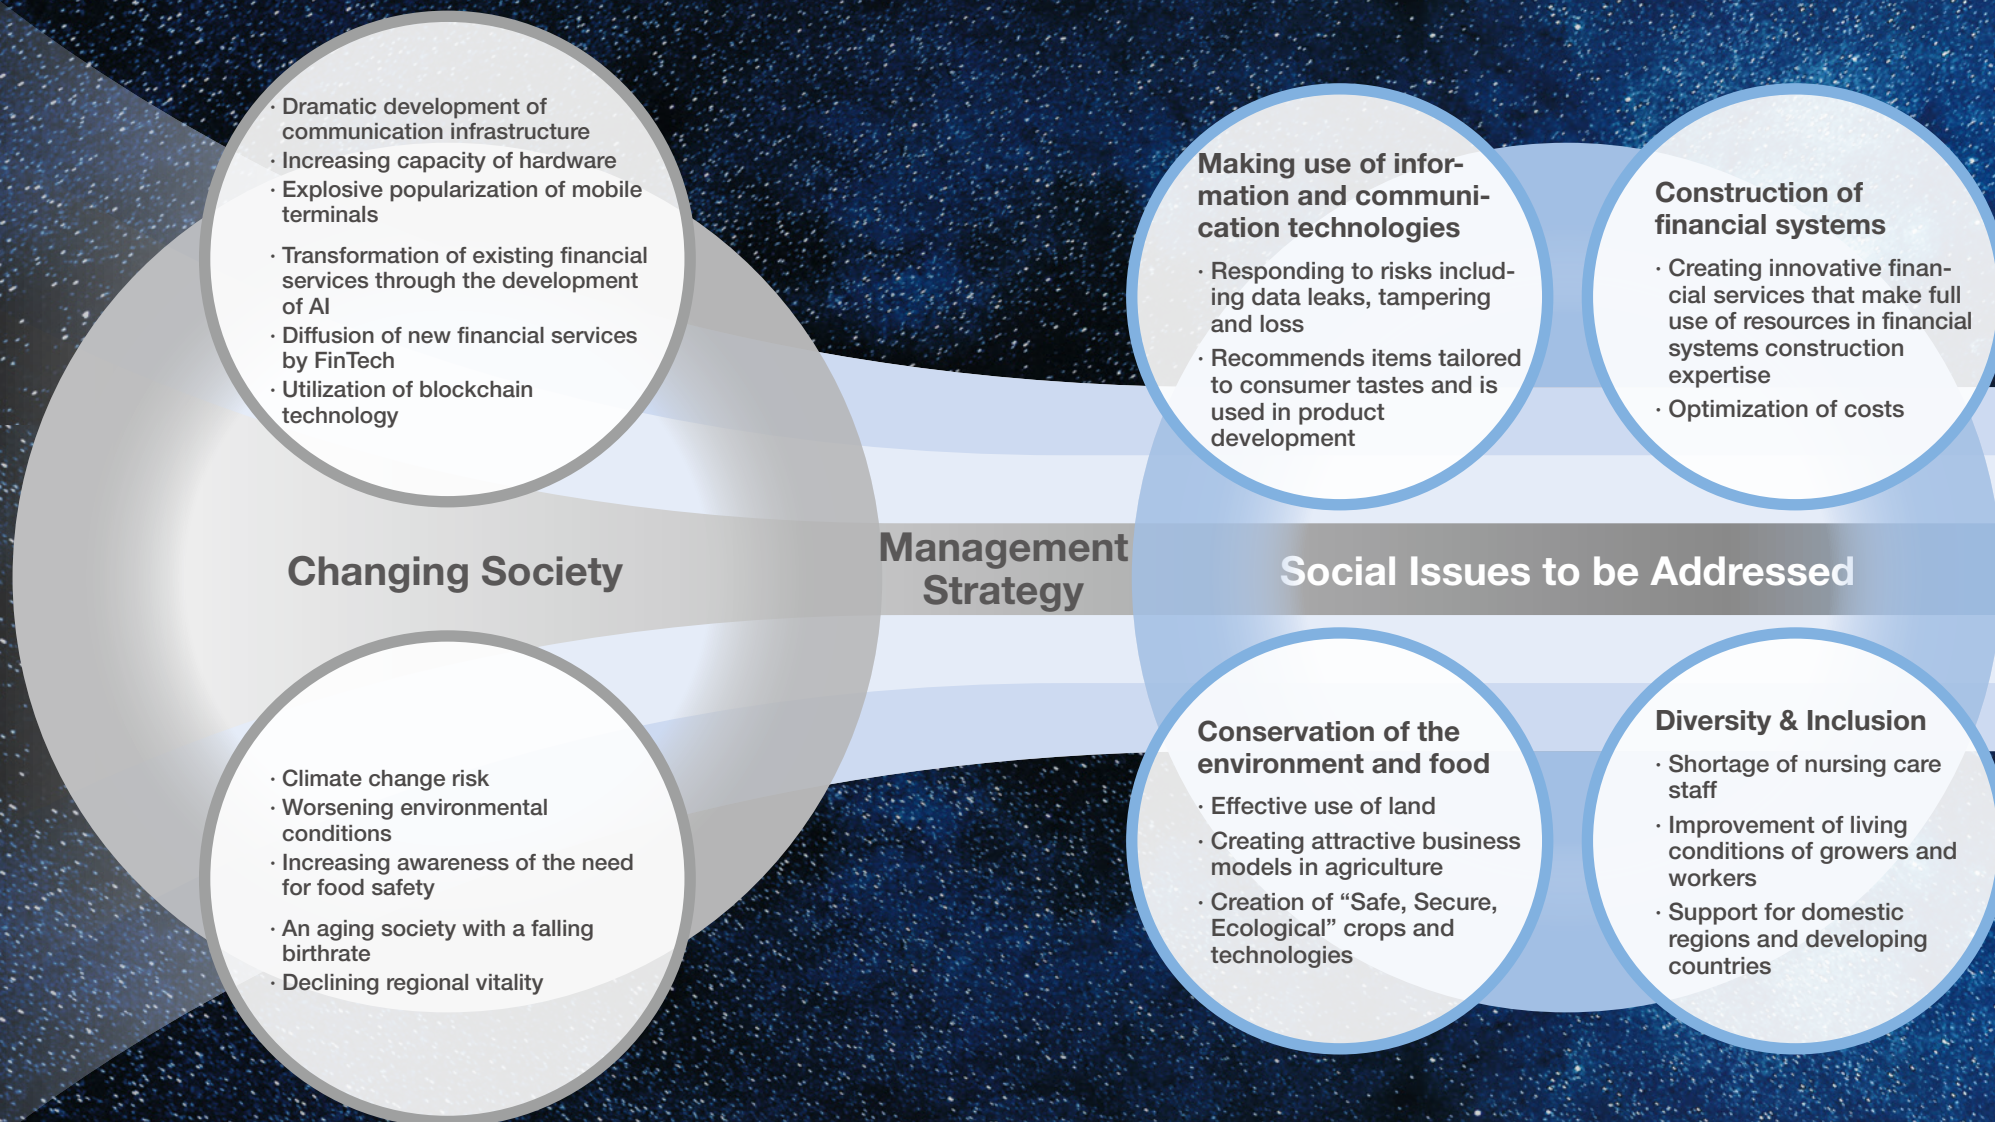 · Dramatic development of
communication infrastructure
· Increasing capacity of hardware
· Explosive popularization of mobile
terminals
· Transformation of existing financial
services through the development
of AI
· Diffusion of new financial services
by FinTech
· Utilization of blockchain
technology
Changing Society
· Climate change risk
· Worsening environmental
conditions
· Increasing awareness of the need
for food safety
· An aging society with a falling
birthrate
· Declining regional vitality
Management
Strategy
Making use of infor-
mation and communi-
cation technologies
· Responding to risks includ-
ing data leaks, tampering
and loss
· Recommends items tailored
to consumer tastes and is
used in product
development
Construction of
financial systems
· Creating innovative finan-
cial services that make full
use of resources in financial
systems construction
expertise
· Optimization of costs
Social Issues to be Addressed
Conservation of the
environment and food
· Effective use of land
· Creating attractive business
models in agriculture
· Creation of “Safe, Secure,
Ecological” crops and
technologies
Diversity & Inclusion
· Shortage of nursing care
staff
· Improvement of living
conditions of growers and
workers
· Support for domestic
regions and developing
countries